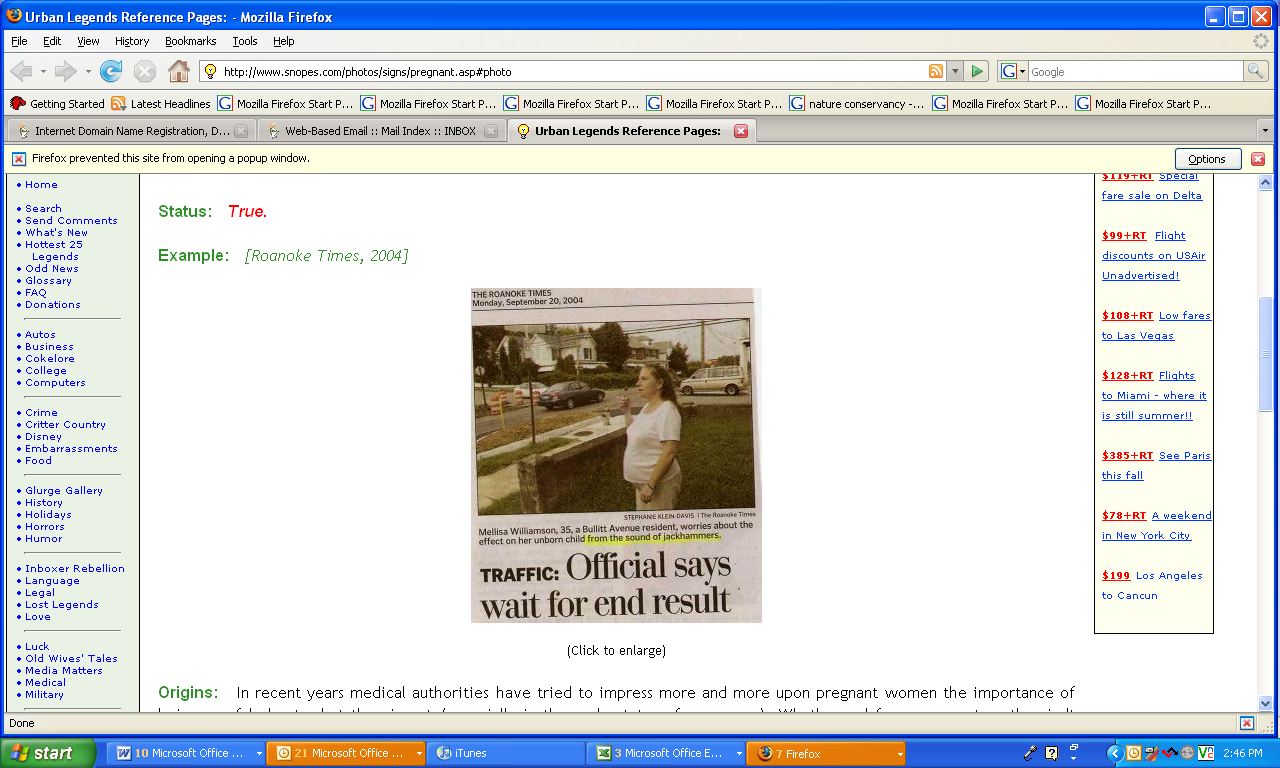 Urban Legends Reference Pages: - Mozilla Firefox
File Edit View History Bookmarks Tools Help
http://www.snopes.com/photos/signs/pregnant.asp#photo
Google
Getting Started Latest Headlines Mozilla Firefox Start P... Mozilla Firefox Start P... Mozilla Firefox Start P... Mozilla Firefox Start P... nature conservancy -... Mozilla Firefox Start P... Mozilla Firefox Start P...
Internet Domain Name Registration, D... Web-Based Email :: Mail Index :: INBOX Urban Legends Reference Pages:
Firefox prevented this site from opening a popup window. Options
Home
Search
Send Comments
What's New
Hottest 25
Legends
Odd News
Glossary
FAQ
Donations
Autos
Business
Cokelore
College
Computers
Crime
Critter Country
Disney
Embarrassments
Food
Glurge Gallery
History
Holidays
Horrors
Humor
Inboxer Rebellion
Language
Legal
Lost Legends
Love
Luck
Old Wives' Tales
Media Matters
Medical
Military
Status: True.
Example: [Roanoke Times, 2004]
THE ROANOKE TIMES
Monday, September 20, 2004
STEPHANIE KLEIN-DAVIS | The Roanoke Times
Mellisa Williamson, 35, a Bullitt Avenue resident, worries about the
effect on her unborn child from the sound of jackhammers.
TRAFFIC: Official says
wait for end result
(Click to enlarge)
Origins: In recent years medical authorities have tried to impress more and more upon pregnant women the importance of
$119+RT Special
fare sale on Delta
$99+RT Flight
discounts on USAir
Unadvertised!
$108+RT Low fares
to Las Vegas
$128+RT Flights
to Miami - where it
is still summer!!
$385+RT See Paris
this fall
$78+RT A weekend
in New York City
$199 Los Angeles
to Cancun
Done
start 10 Microsoft Office ... 21 Microsoft Office ... iTunes 3 Microsoft Office E... 7 Firefox 2:46 PM